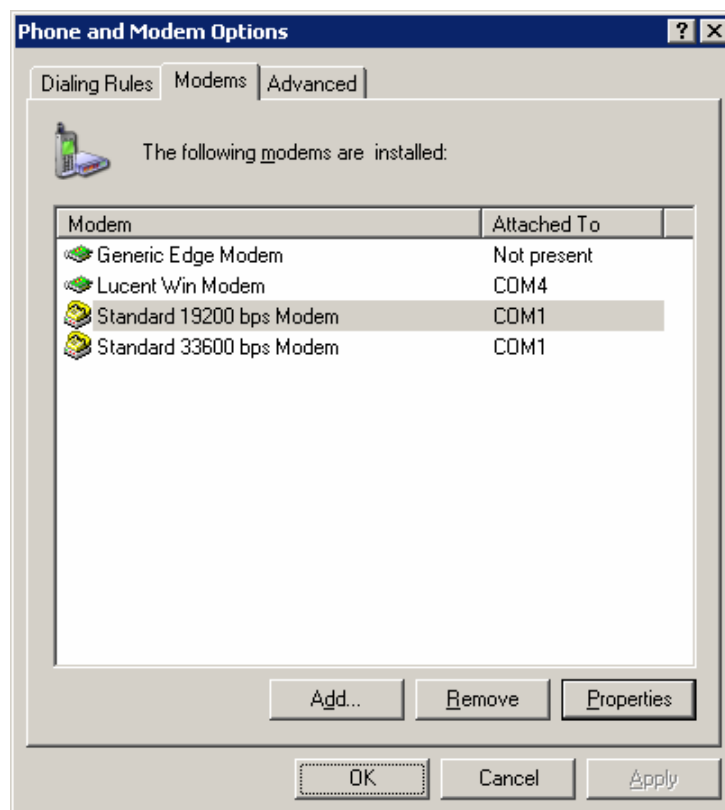 Phone and Modem Options
Dialing Rules Modems Advanced
The following modems are installed:
Modem Attached To
Generic Edge Modem Not present
Lucent Win Modem COM4
Standard 19200 bps Modem COM1
Standard 33600 bps Modem COM1
Add... Remove Properties
OK Cancel Apply